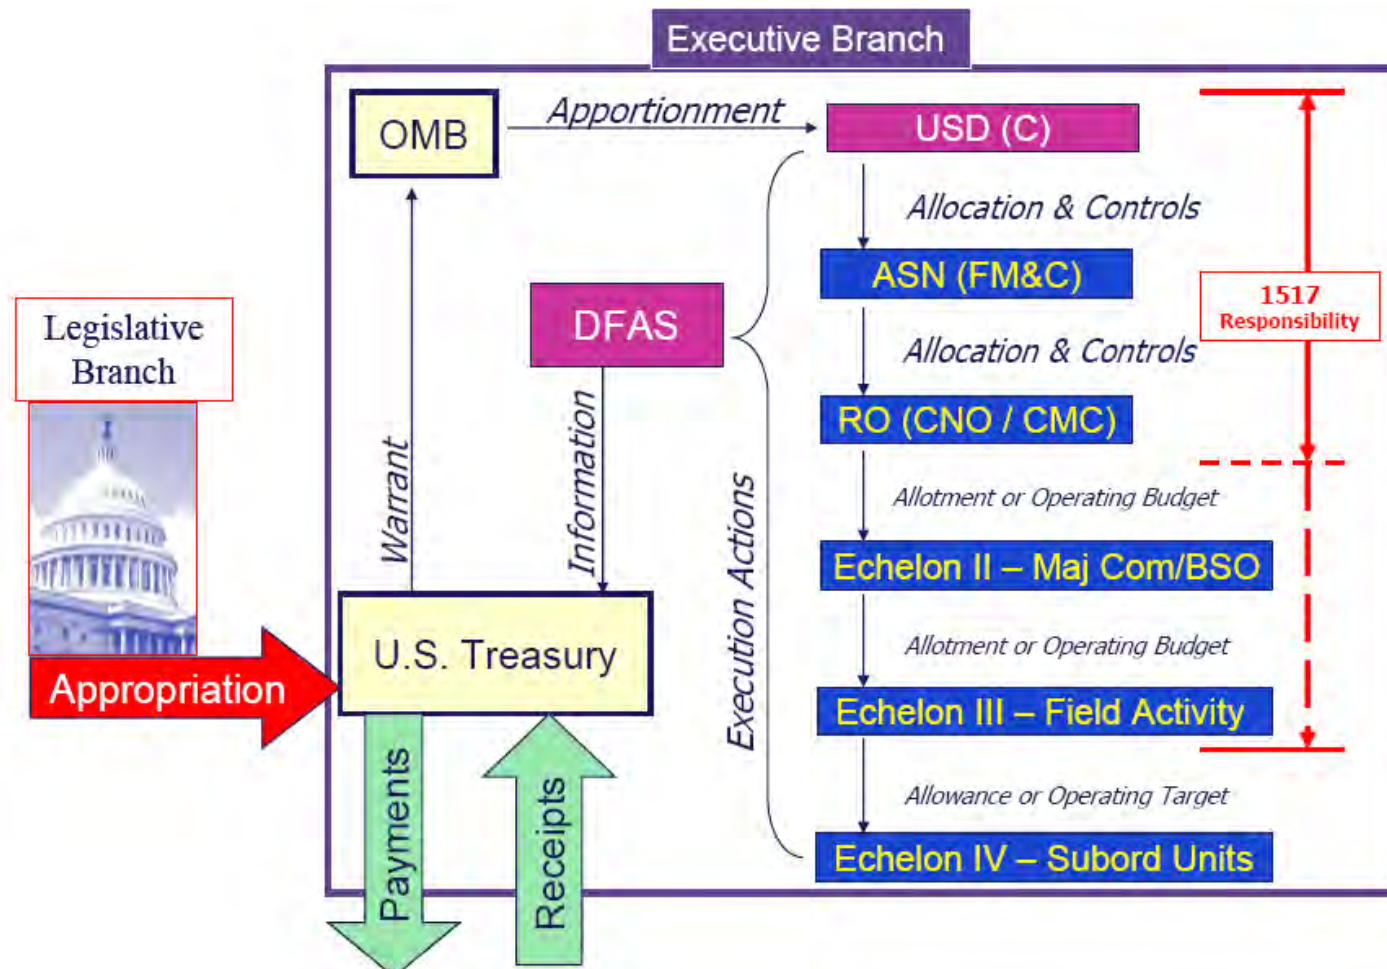 Executive Branch
OMB
Apportionment
USD (C)
Allocation & Controls
ASN (FM&C)
1517
Responsibility
DFAS
Legislative
Branch
Allocation & Controls
RO (CNO / CMC)
Warrant
Information
Allotment or Operating Budget
Execution Actions
Echelon II – Maj Com/BSO
U.S. Treasury
Allotment or Operating Budget
Appropriation
Echelon III – Field Activity
Payments
Receipts
Allowance or Operating Target
Echelon IV – Subord Units